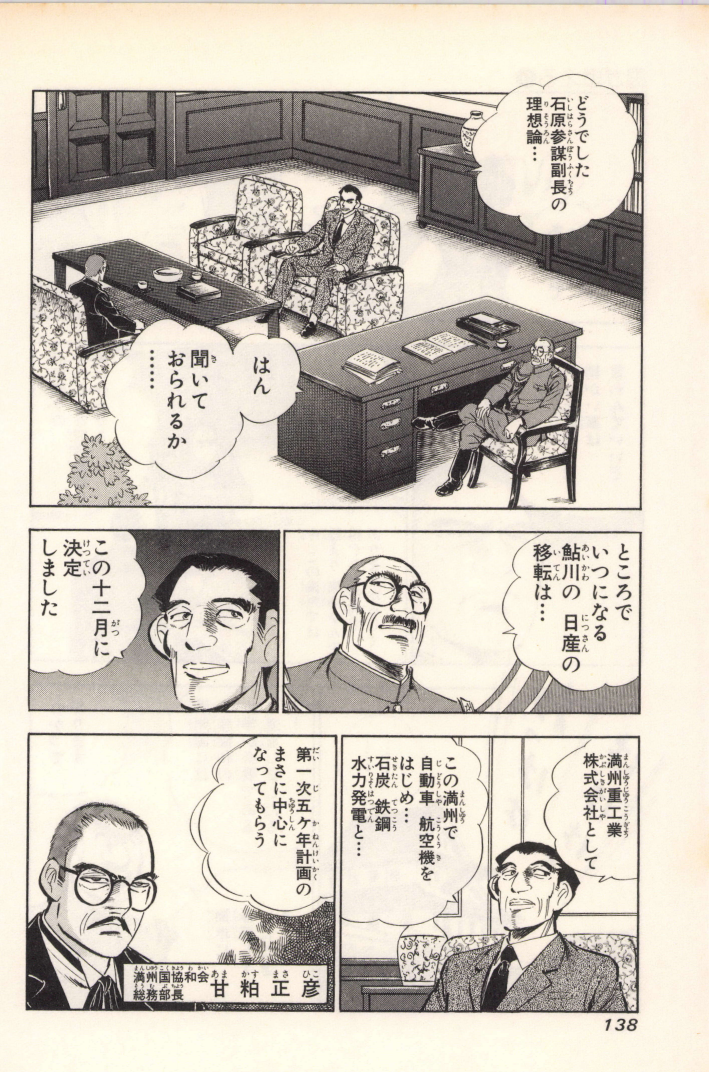 どうでした
石原参謀副長の
理想論…
はん
聞いて
おられるか
……
ところで
いつになる
鮎川の 日産の
移転は…
この十二月に
決定
しました
満州重工業
株式会社として
この満州で
自動車 航空機を
はじめ…
石炭 鉄鋼
水力発電と…
第一次五ケ年計画の
まさに中心に
なってもらう
満州国協和会
総務部長
甘粕正彦
138